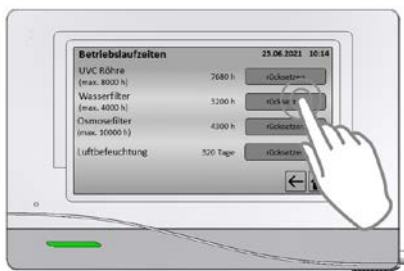 Betriebslaufzeiten 25.06.2021 10:14
UVC Röhre
(max. 8000 h) 7680 h rücksetzen
Wasserfilter
(max. 4000 h) 3200 h
Osmosefilter
(max. 10000 h) 4300 h rücksetzen
Luftbefeuchtung 320 Tage rücksetzen